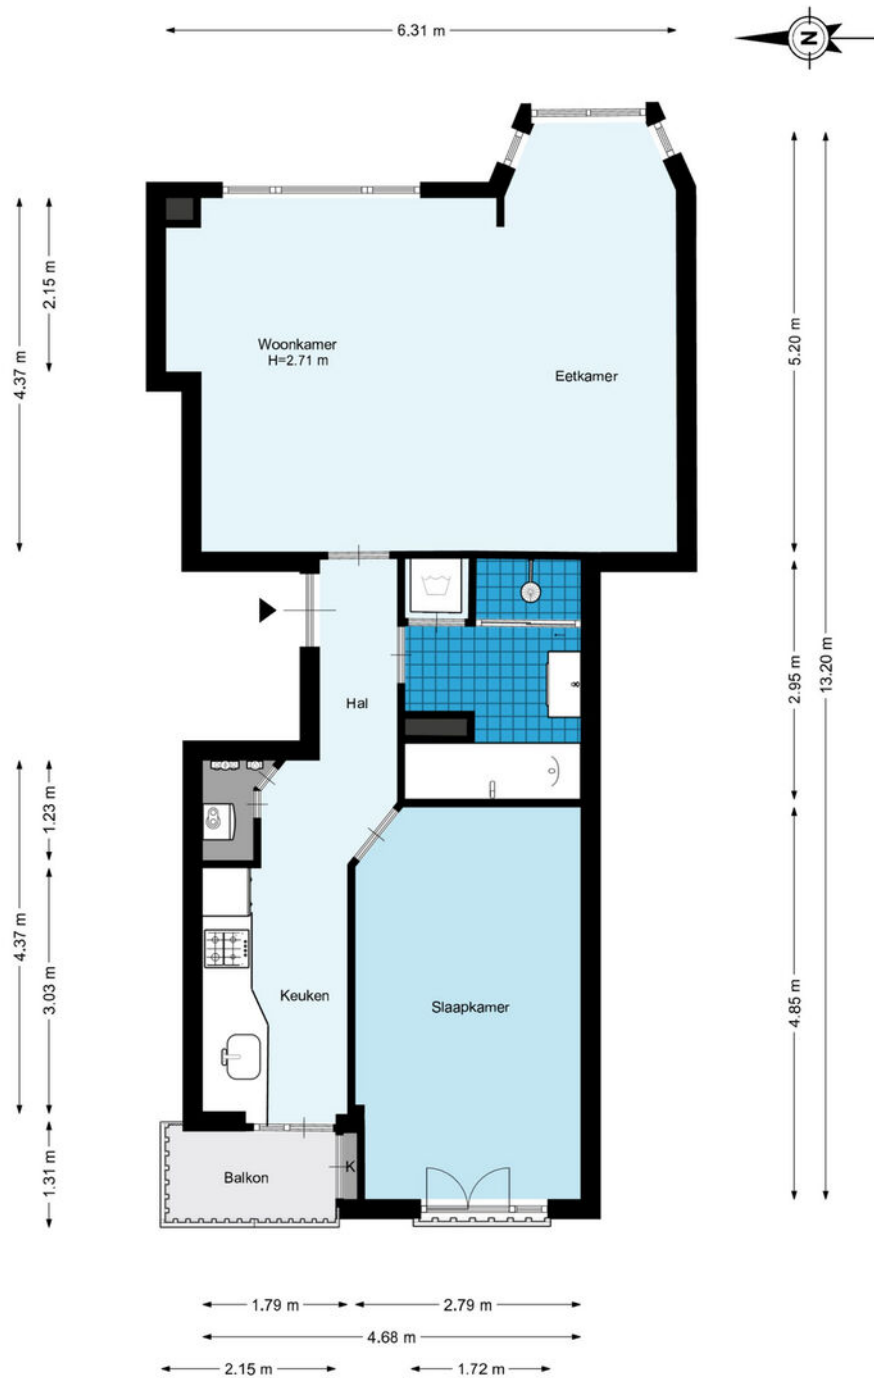 6.31 m
N
2.15 m
4.37 m
5.20 m
13.20 m
Woonkamer
H=2.71 m
Eetkamer
2.95 m
Hal
1.23 m
4.37 m
3.03 m
4.85 m
Keuken
Slaapkamer
1.31 m
Balkon
K
1.79 m
2.79 m
4.68 m
2.15 m
1.72 m